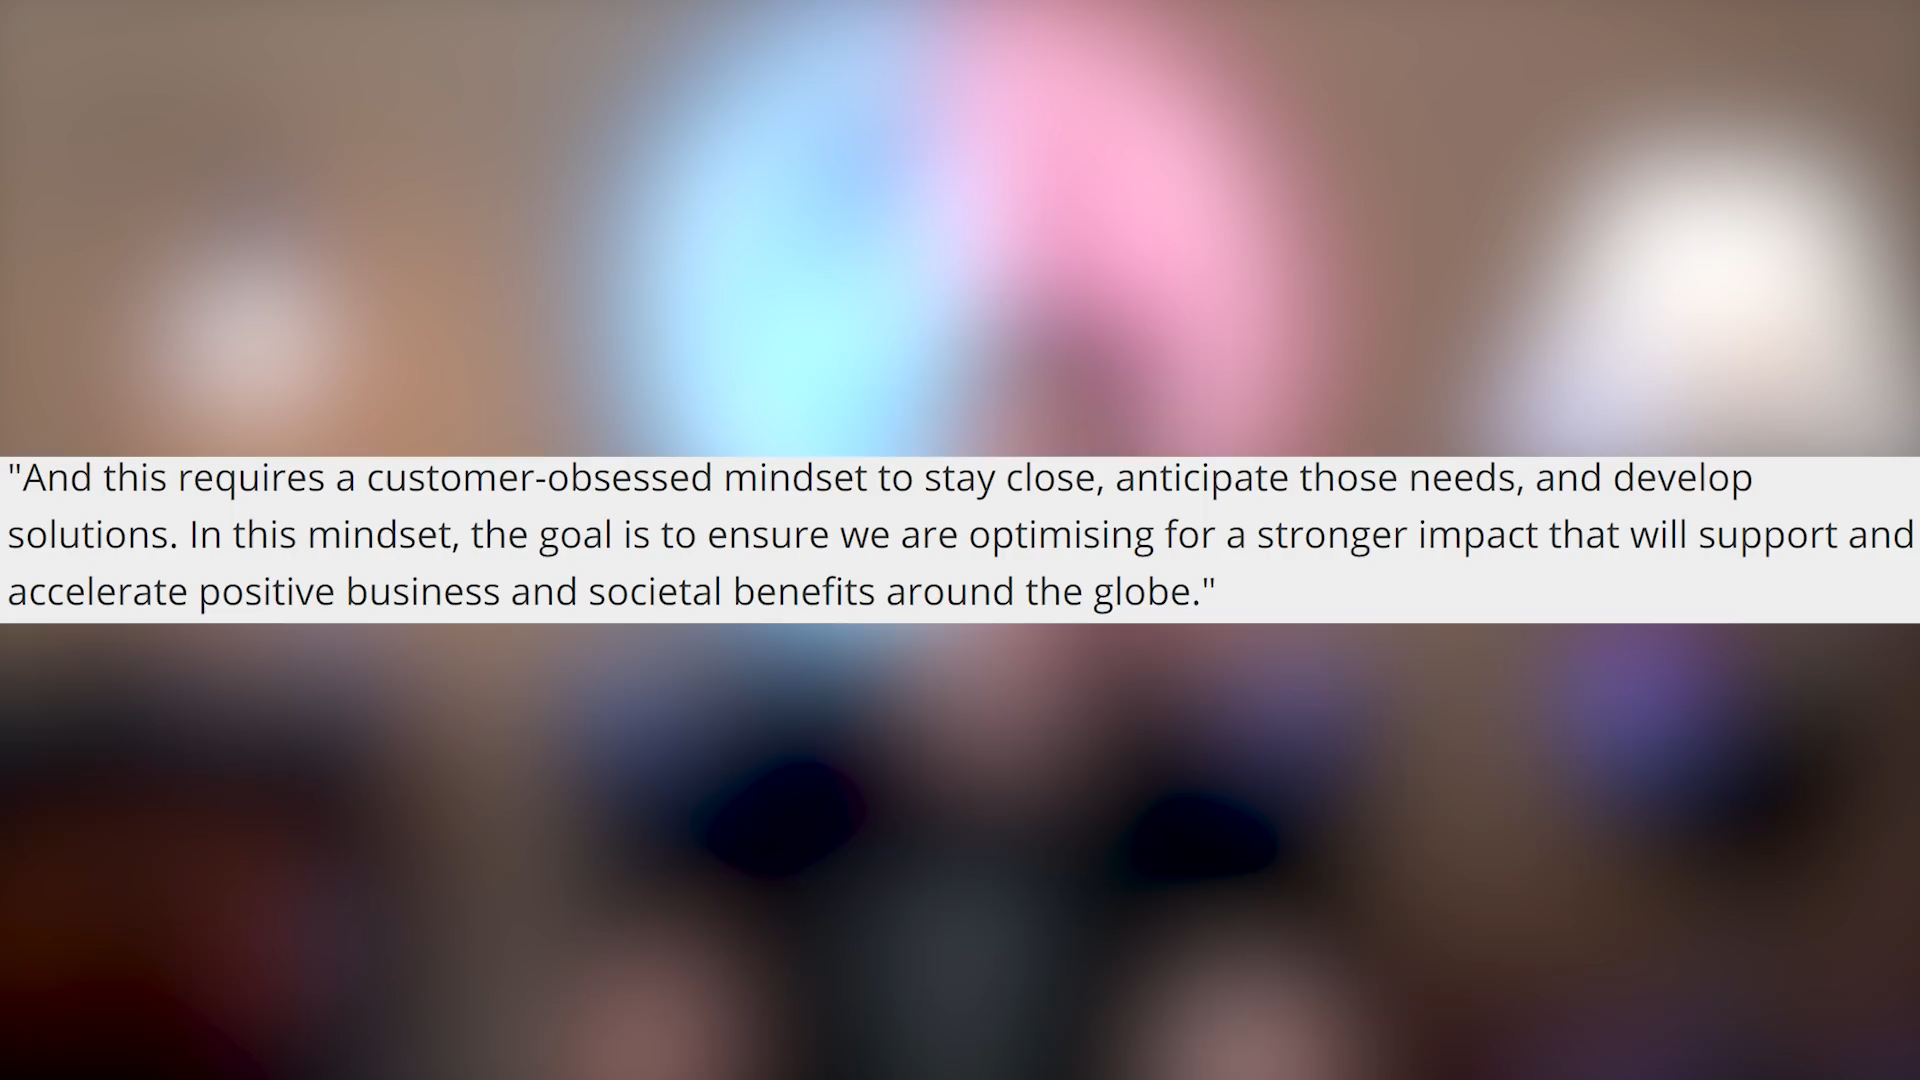 "And this requires a customer-obsessed mindset to stay close, anticipate those needs, and develop
solutions. In this mindset, the goal is to ensure we are optimising for a stronger impact that will support and
accelerate positive business and societal benefits around the globe."